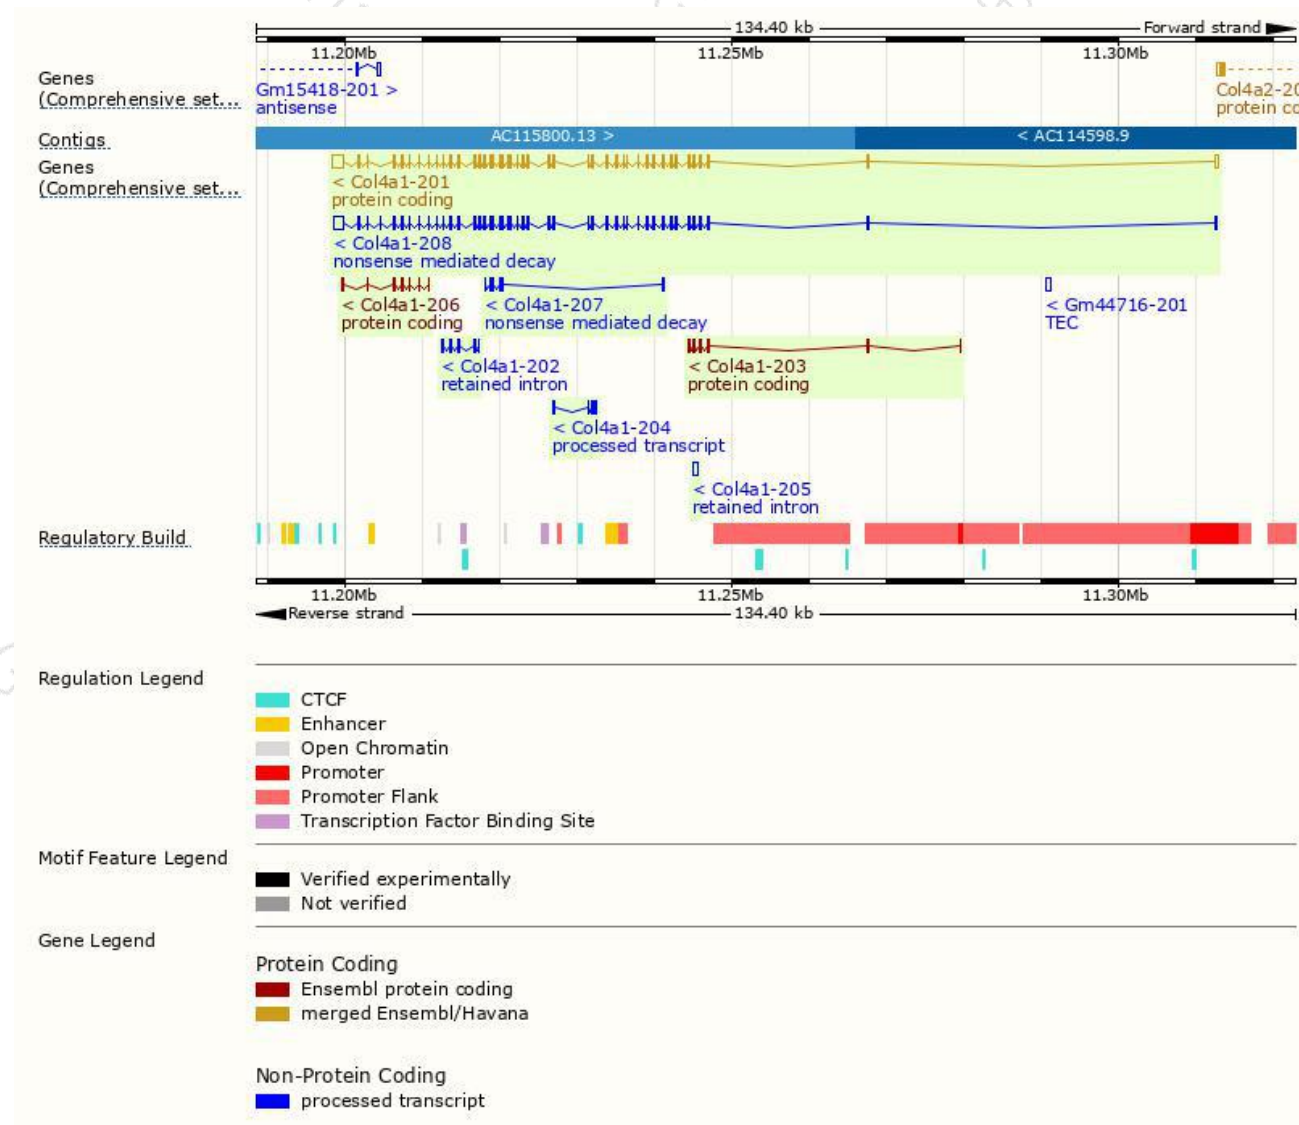 134.40 kb
Forward strand
11.20Mb 11.25Mb 11.30Mb
Genes
(Comprehensive set...
Gm15418-201 >
antisense
Col4a2-20
protein co
Contigs
AC115800.13 >
< AC114598.9
Genes
(Comprehensive set...
< Col4a1-201
protein coding
< Col4a1-208
nonsense mediated decay
< Col4a1-206
protein coding
< Col4a1-207
nonsense mediated decay
< Gm44716-201
TEC
< Col4a1-202
retained intron
< Col4a1-203
protein coding
< Col4a1-204
processed transcript
< Col4a1-205
retained intron
Regulatory Build
11.20Mb 11.25Mb 11.30Mb
Reverse strand
134.40 kb
Regulation Legend
CTCF
Enhancer
Open Chromatin
Promoter
Promoter Flank
Transcription Factor Binding Site
Motif Feature Legend
Verified experimentally
Not verified
Gene Legend
Protein Coding
Ensembl protein coding
merged Ensembl/Havana
Non-Protein Coding
processed transcript